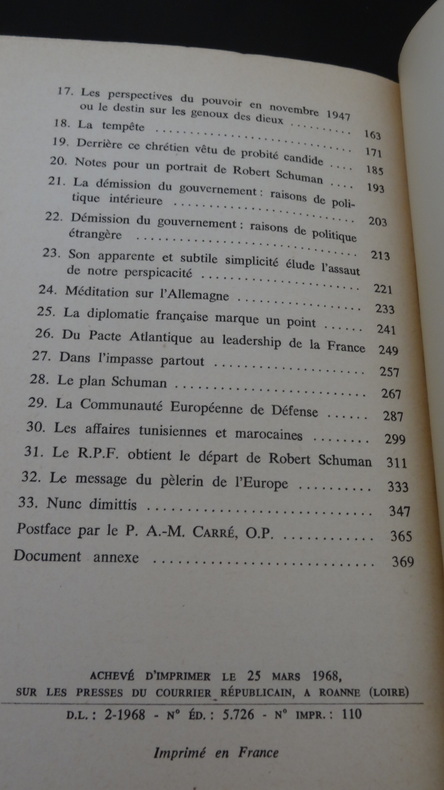 17. Les perspectives du pouvoir en novembre 1947
ou le destin sur les genoux des dieux .......... 163
18. La tempête .......................... 171
19. Derrière ce chrétien vêtu de probité candide .... 185
20. Notes pour un portrait de Robert Schuman .... 193
21. La démission du gouvernement : raisons de poli-
tique intérieure ........................ 203
22. Démission du gouvernement : raisons de politique
étrangère .............................. 213
23. Son apparente et subtile simplicité élude l'assaut
de notre perspicacité .................... 221
24. Méditation sur l'Allemagne ................ 233
25. La diplomatie française marque un point ...... 241
26. Du Pacte Atlantique au leadership de la France 249
27. Dans l'impasse partout .................... 257
28. Le plan Schuman ........................ 267
29. La Communauté Européenne de Défense ...... 287
30. Les affaires tunisiennes et marocaines ........ 299
31. Le R.P.F. obtient le départ de Robert Schuman 311
32. Le message du pèlerin de l'Europe .......... 333
33. Nunc dimittis ............................ 347
Postface par le P. A.-M. CARRÉ, O.P. ............ 365
Document annexe ............................ 369
ACHEVÉ D'IMPRIMER LE 25 MARS 1968,
SUR LES PRESSES DU COURRIER RÉPUBLICAIN, A ROANNE (LOIRE)
D.L. : 2-1968 - N° ÉD. : 5.726 - N° IMPR. : 110
Imprimé en France